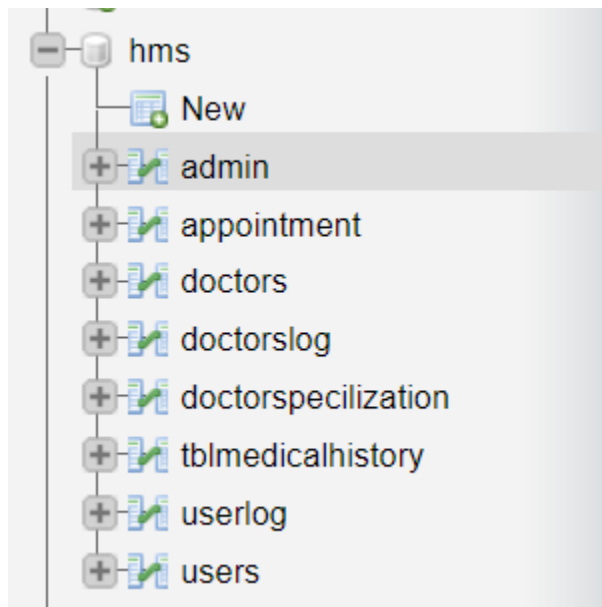 hms
New
admin
appointment
doctors
doctorslog
doctorspecilization
tblmedicalhistory
userlog
users